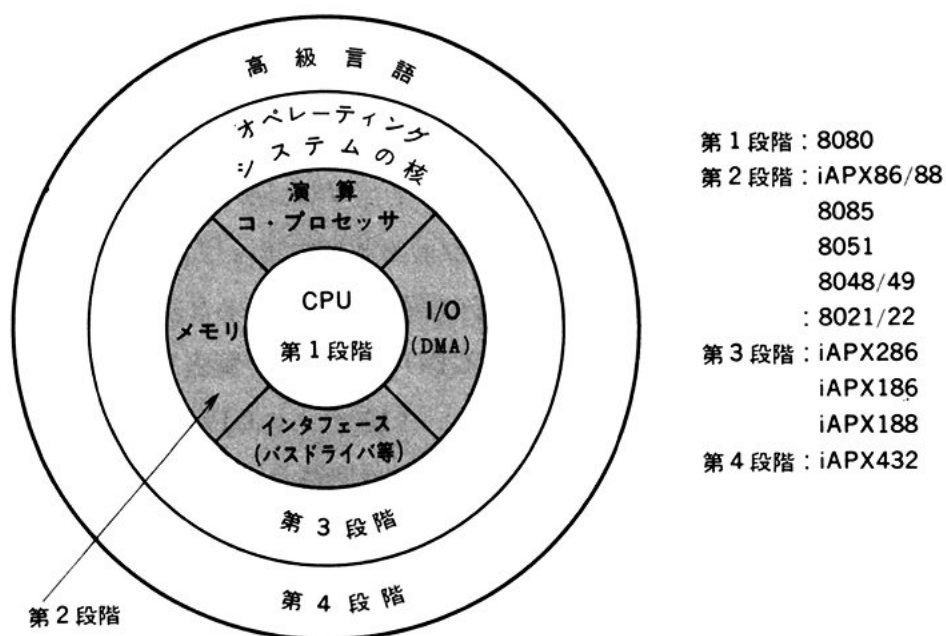 高級言語
オペレーティング
システムの核
演算
コ・プロセッサ
メモリ
CPU
第1段階
I/O
(DMA)
インタフェース
(バスドライバ等)
第3段階
第4段階
第2段階
第1段階：8080
第2段階：iAPX86/88
8085
8051
8048/49
：8021/22
第3段階：iAPX286
iAPX186
iAPX188
第4段階：iAPX432